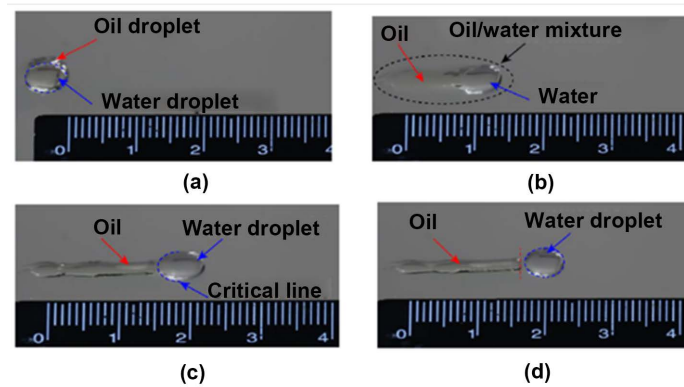 Oil droplet
Water droplet
0 1 2 3 4
(a)
Oil
Oil/water mixture
Water
0 1 2 3 4
(b)
Oil
Water droplet
Critical line
0 1 2 3 4
(c)
Oil
Water droplet
0 1 2 3 4
(d)